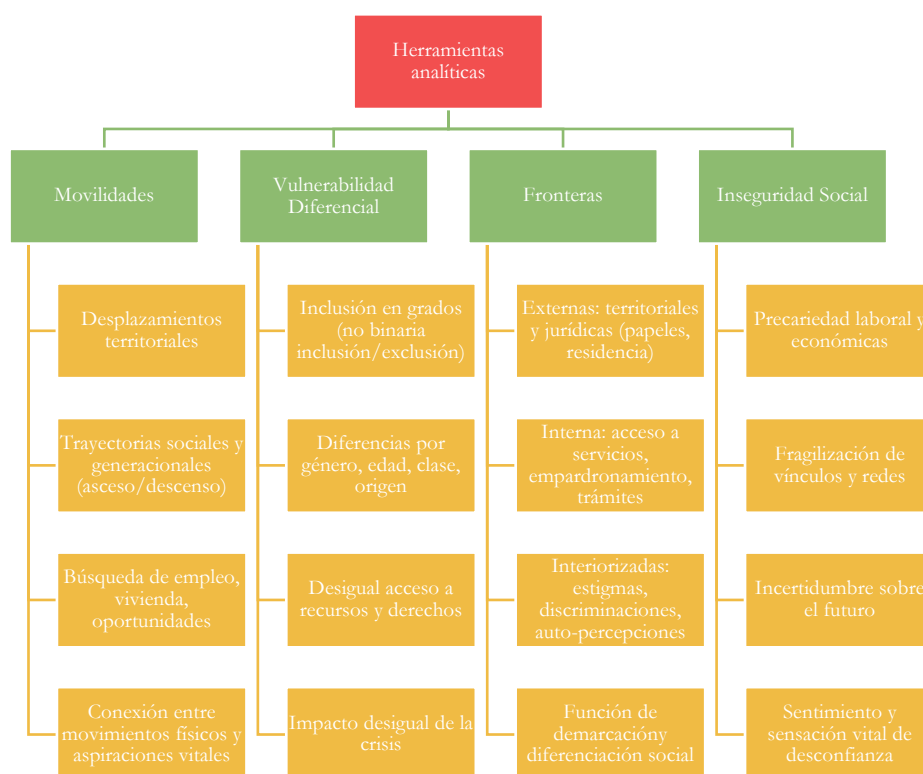 Herramientas
analíticas
Movilidades
Vulnerabilidad
Diferencial
Fronteras
Inseguridad Social
Desplazamientos
territoriales
Trayectorias sociales y
generacionales
(asceso/descenso)
Búsqueda de empleo,
vivienda,
oportunidades
Conexión entre
movimientos físicos y
aspiraciones vitales
Inclusión en grados
(no binaria
inclusión/exclusión)
Diferencias por
género, edad, clase,
origen
Desigual acceso a
recursos y derechos
Impacto desigual de la
crisis
Externas: territoriales
y jurídicas (papeles,
residencia)
Interna: acceso a
servicios,
empardronamiento,
trámites
Interiorizadas:
estigmas,
discriminaciones,
auto-percepciones
Función de
demarcacióny
diferenciación social
Precariedad laboral y
económicas
Fragilización de
vínculos y redes
Incertidumbre sobre
el futuro
Sentimiento y
sensación vital de
desconfianza